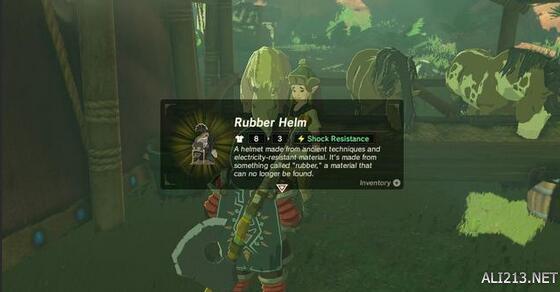 Rubber Helm
8 › 3 Shock Resistance
A helmet made from ancient techniques and
electricity-resistant material. It's made from
something called "rubber," a material that
can no longer be found.
Inventory
ALI213.NET